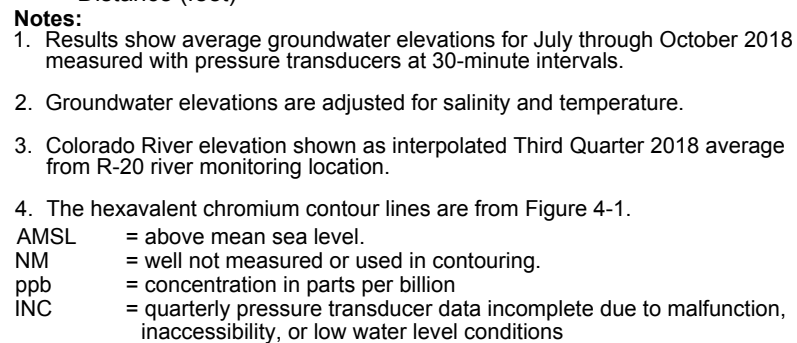 Distance (feet)
Notes:
1. Results show average groundwater elevations for July through October 2018
measured with pressure transducers at 30-minute intervals.
2. Groundwater elevations are adjusted for salinity and temperature.
3. Colorado River elevation shown as interpolated Third Quarter 2018 average
from R-20 river monitoring location.
4. The hexavalent chromium contour lines are from Figure 4-1.
AMSL = above mean sea level.
NM = well not measured or used in contouring.
ppb = concentration in parts per billion
INC = quarterly pressure transducer data incomplete due to malfunction,
inaccessibility, or low water level conditions